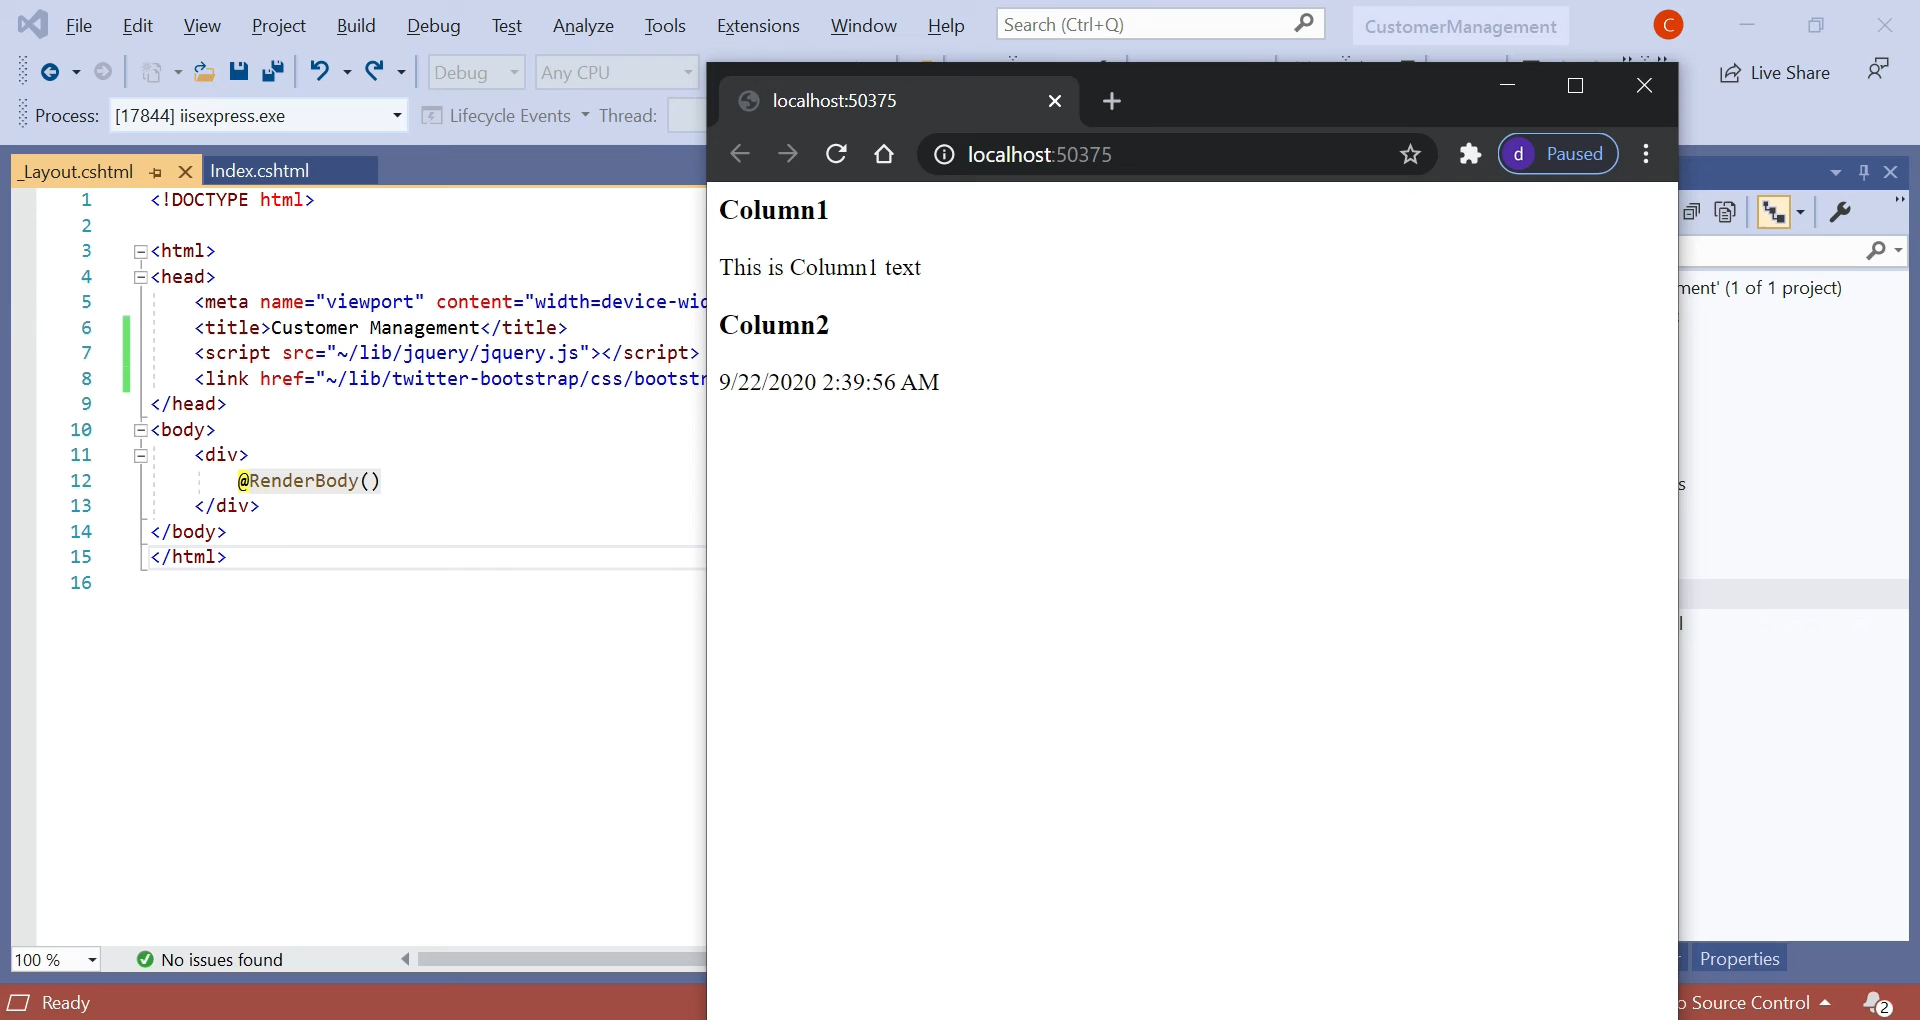 File Edit View Project Build Debug Test Analyze Tools Extensions Window Help Search (Ctrl+Q) CustomerManagement C
Debug Any CPU Live Share
Process: [17844] iisexpress.exe Lifecycle Events Thread:
_Layout.cshtml Index.cshtml
1 <!DOCTYPE html>
2
3 <html>
4 <head>
5 <meta name="viewport" content="width=device-wid
6 <title>Customer Management</title>
7 <script src="~/lib/jquery/jquery.js"></script>
8 <link href="~/lib/twitter-bootstrap/css/bootstr
9 </head>
10 <body>
11 <div>
12 @RenderBody()
13 </div>
14 </body>
15 </html>
16
100 % No issues found
Ready
localhost:50375
localhost:50375 d Paused
Column1
This is Column1 text
Column2
9/22/2020 2:39:56 AM
ment' (1 of 1 project)
s
Properties
Source Control 2